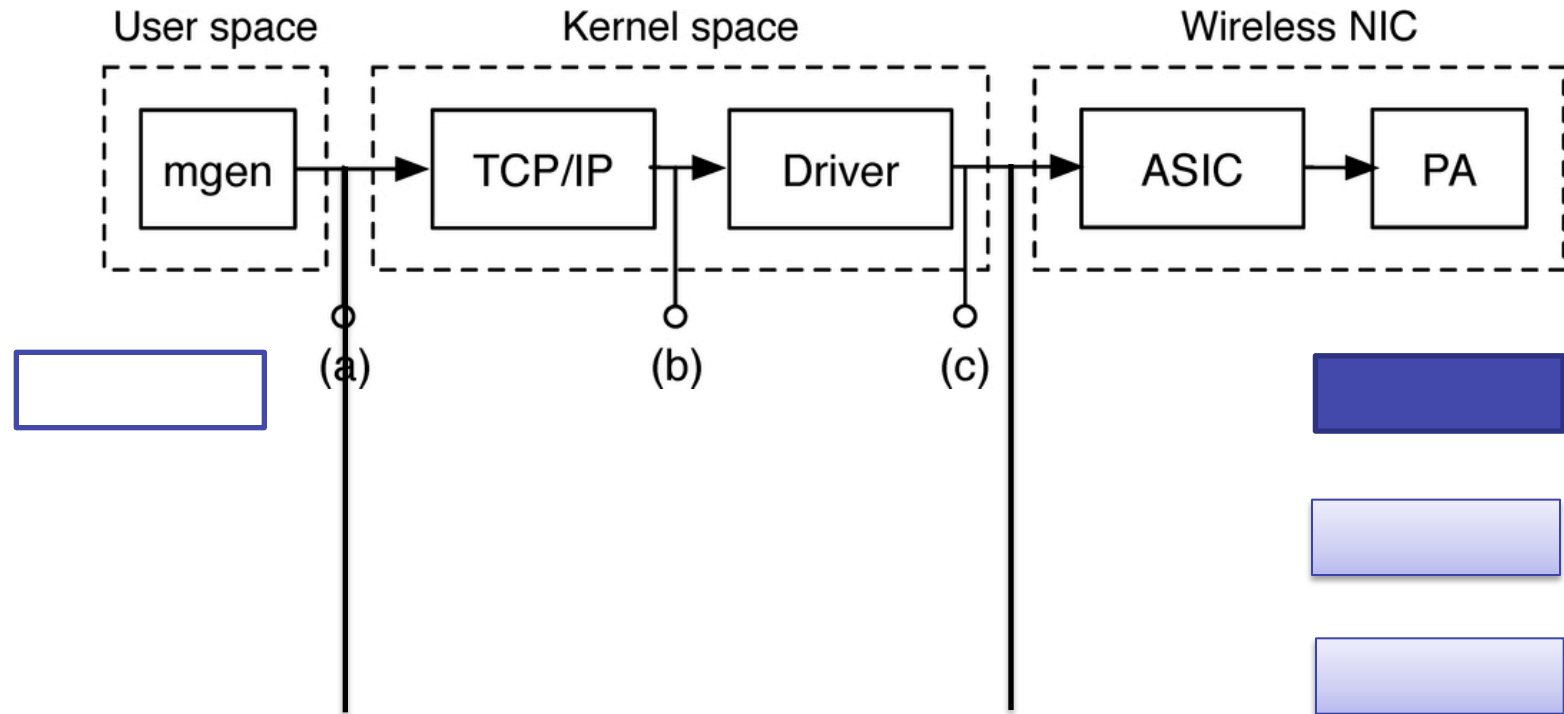 User space Kernel space Wireless NIC
mgen TCP/IP Driver ASIC PA
(a) (b) (c)